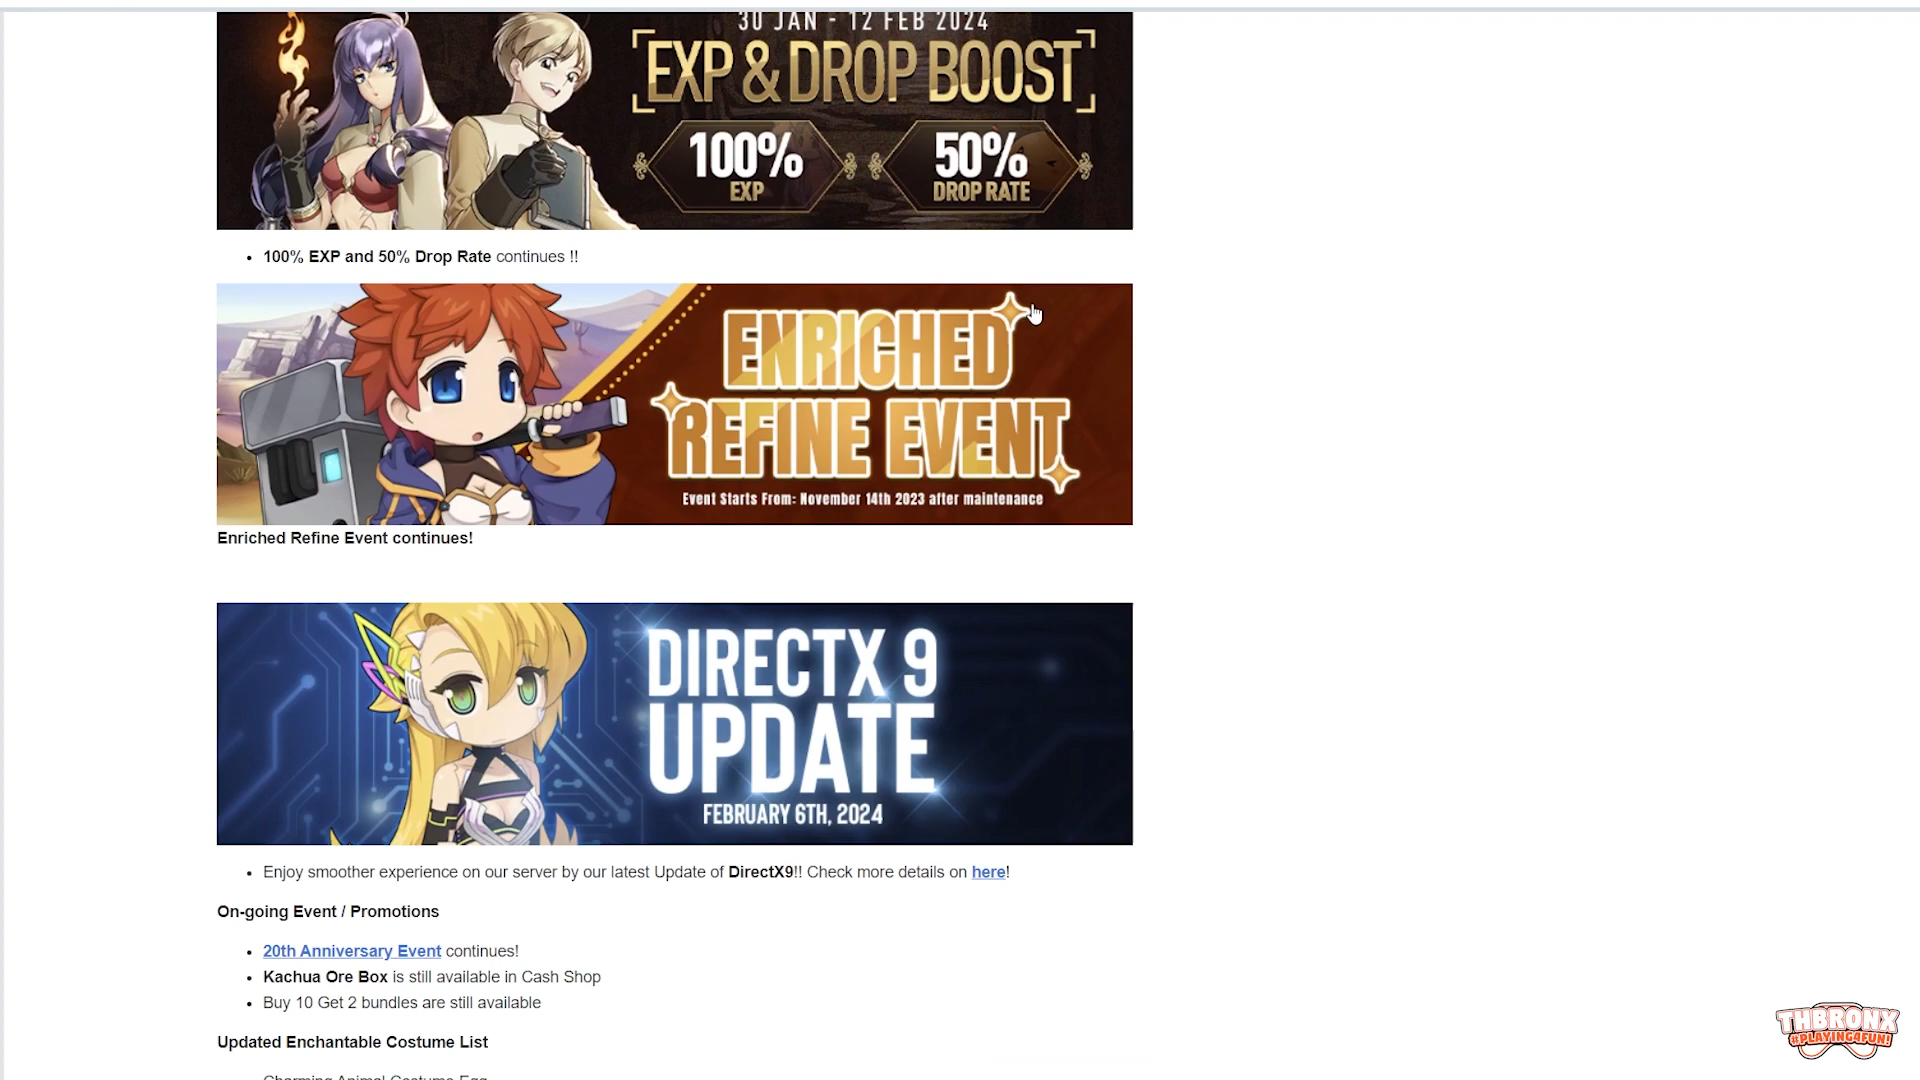 30 JAN - 12 FEB 2024
EXP & DROP BOOST
100% 50%
EXP DROP RATE
100% EXP and 50% Drop Rate continues !!
ENRICHED
REFINE EVENT
Event Starts From: November 14th 2023 after maintenance
Enriched Refine Event continues!
DIRECTX 9
UPDATE
FEBRUARY 6TH, 2024
Enjoy smoother experience on our server by our latest Update of DirectX9!! Check more details on here!
On-going Event / Promotions
20th Anniversary Event continues!
Kachua Ore Box is still available in Cash Shop
Buy 10 Get 2 bundles are still available
Updated Enchantable Costume List
Charming Animal Costume Egg
THBRONX
#PLAYING4FUN!